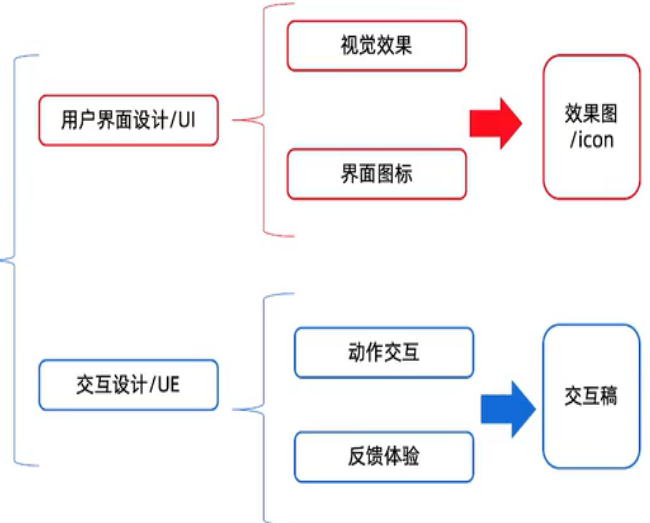 用户界面设计/UI
视觉效果
界面图标
效果图
/icon
交互设计/UE
动作交互
反馈体验
交互稿